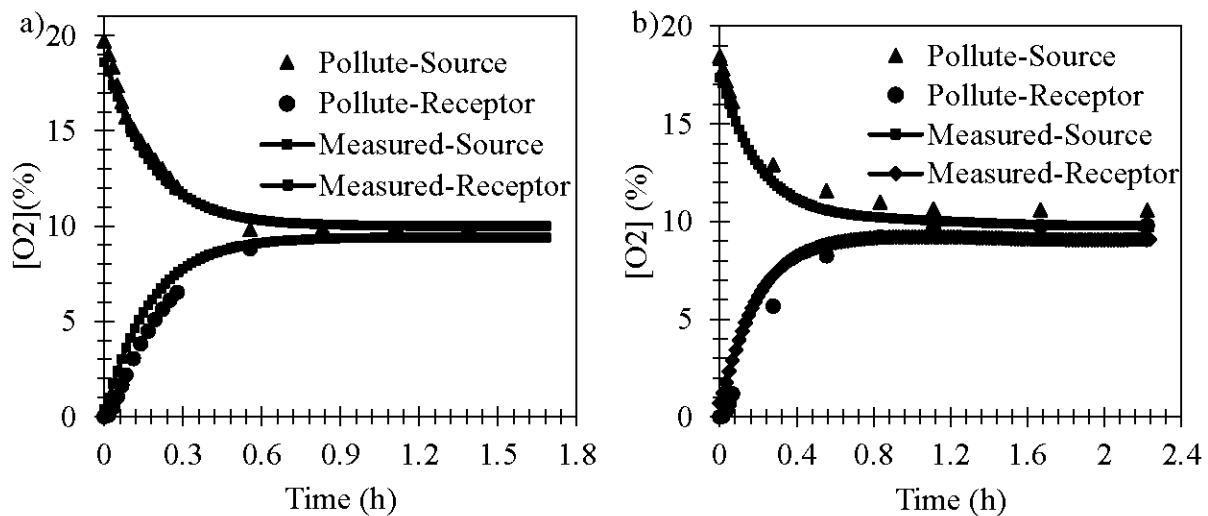 a)
20
15
10
5
0
[O2](%)
Pollute-Source
Pollute-Receptor
Measured-Source
Measured-Receptor
0 0.3 0.6 0.9 1.2 1.5 1.8
Time (h)
b)
20
15
10
5
0
[O2] (%)
Pollute-Source
Pollute-Receptor
Measured-Source
Measured-Receptor
0 0.4 0.8 1.2 1.6 2 2.4
Time (h)